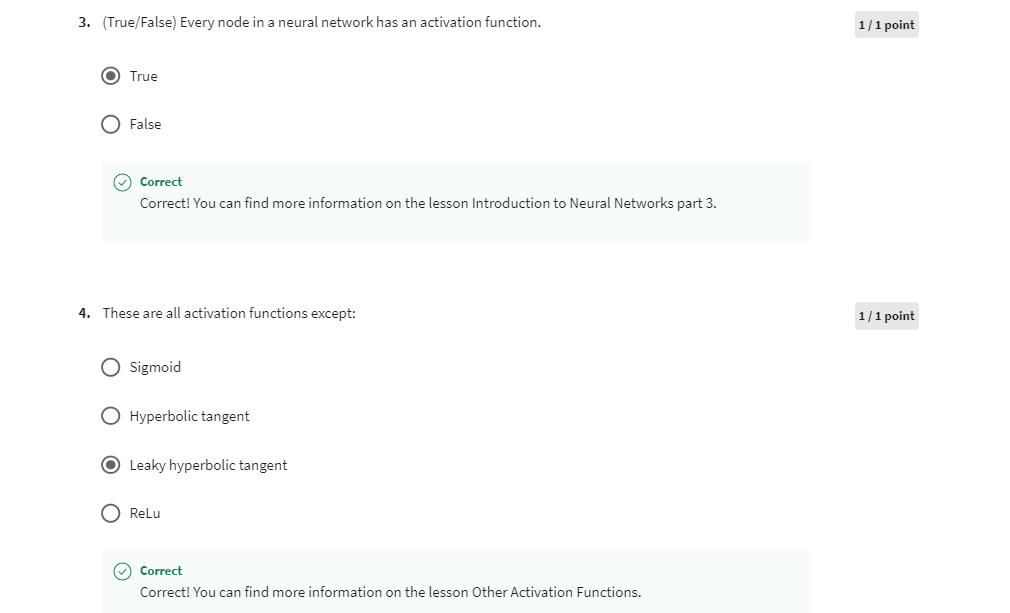 3. (True/False) Every node in a neural network has an activation function.
1 / 1 point
True
False
Correct
Correct! You can find more information on the lesson Introduction to Neural Networks part 3.
4. These are all activation functions except:
1 / 1 point
Sigmoid
Hyperbolic tangent
Leaky hyperbolic tangent
ReLu
Correct
Correct! You can find more information on the lesson Other Activation Functions.